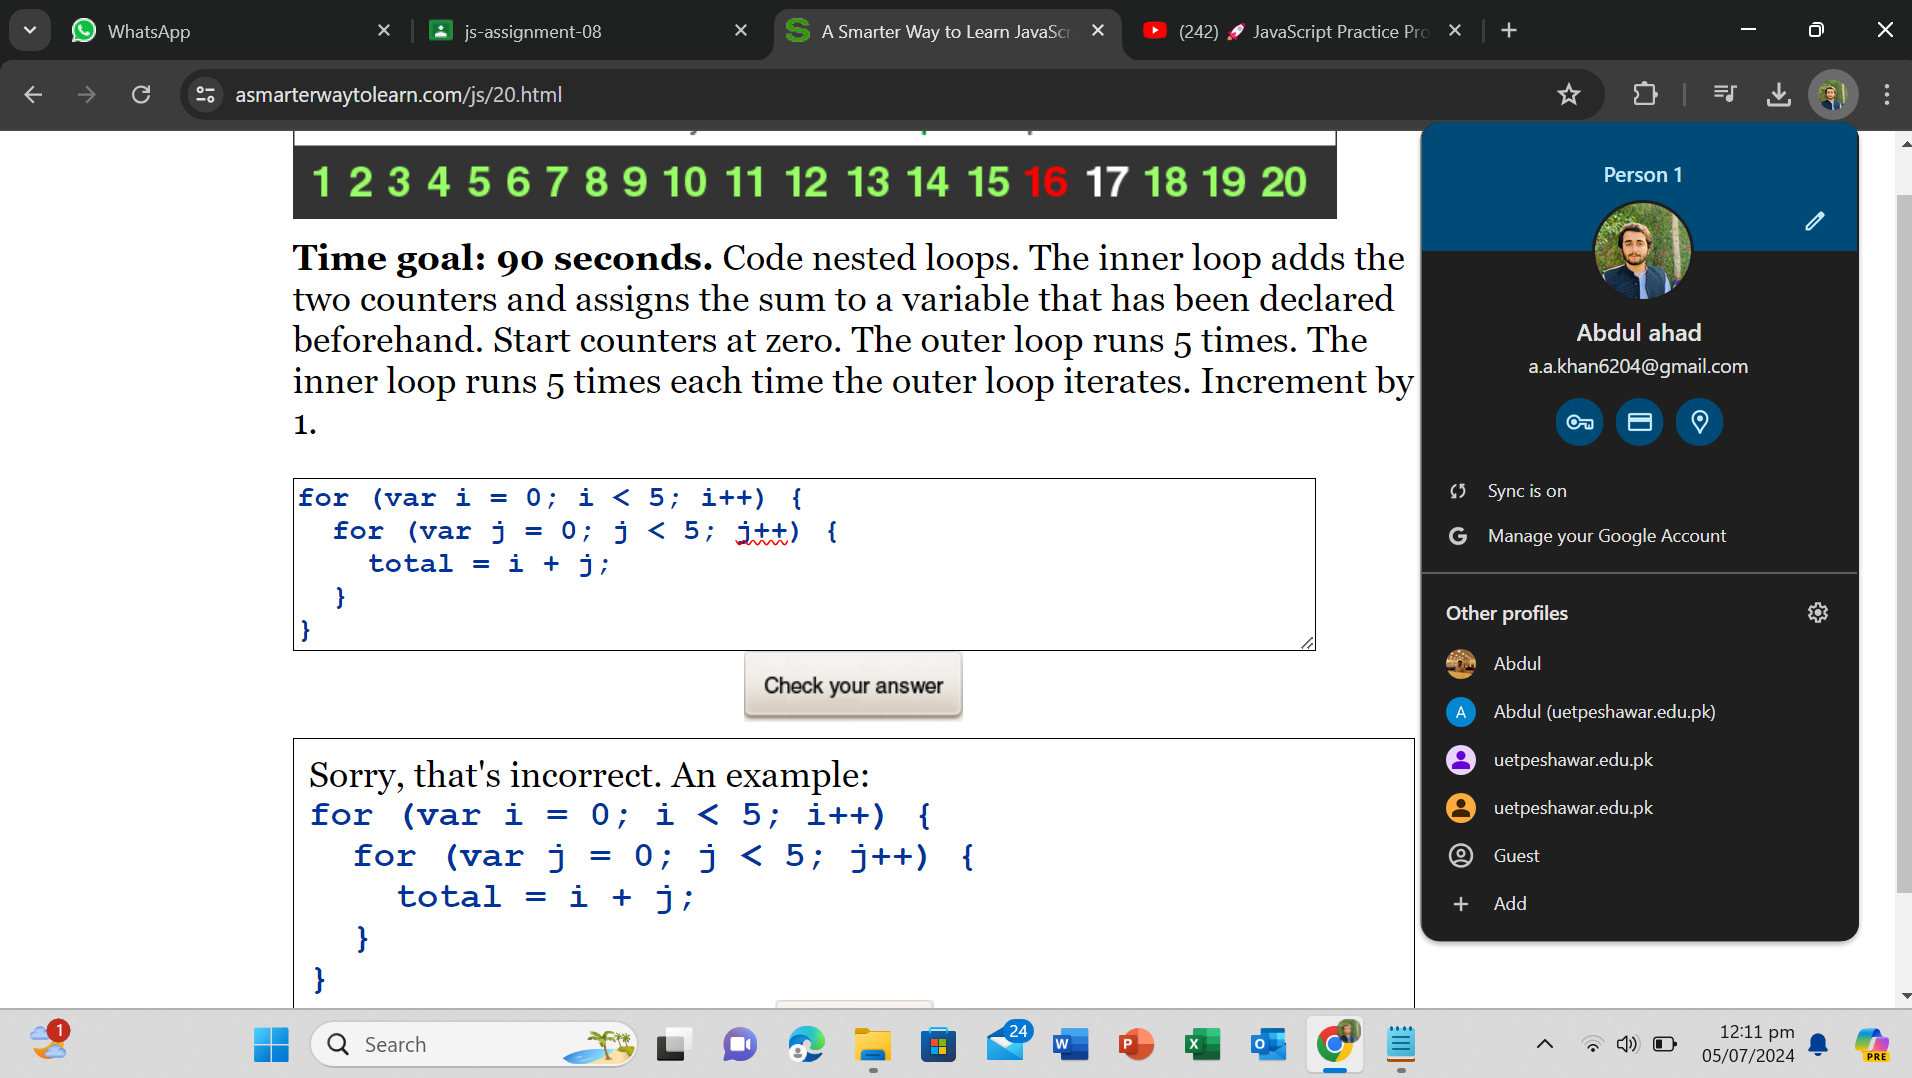 WhatsApp
js-assignment-08
A Smarter Way to Learn JavaScr
(242) 🚀 JavaScript Practice Pro
asmarterwaytolearn.com/js/20.html
1 2 3 4 5 6 7 8 9 10 11 12 13 14 15 16 17 18 19 20
Time goal: 90 seconds. Code nested loops. The inner loop adds the
two counters and assigns the sum to a variable that has been declared
beforehand. Start counters at zero. The outer loop runs 5 times. The
inner loop runs 5 times each time the outer loop iterates. Increment by
1.
for (var i = 0; i < 5; i++) {
  for (var j = 0; j < 5; j++) {
    total = i + j;
  }
}
Check your answer
Sorry, that's incorrect. An example:
for (var i = 0; i < 5; i++) {
  for (var j = 0; j < 5; j++) {
    total = i + j;
  }
}
Person 1
Abdul ahad
a.a.khan6204@gmail.com
Sync is on
G Manage your Google Account
Other profiles
Abdul
A Abdul (uetpeshawar.edu.pk)
uetpeshawar.edu.pk
uetpeshawar.edu.pk
Guest
+ Add
1
Search
24
W
P
X
O
12:11 pm
05/07/2024
PRE